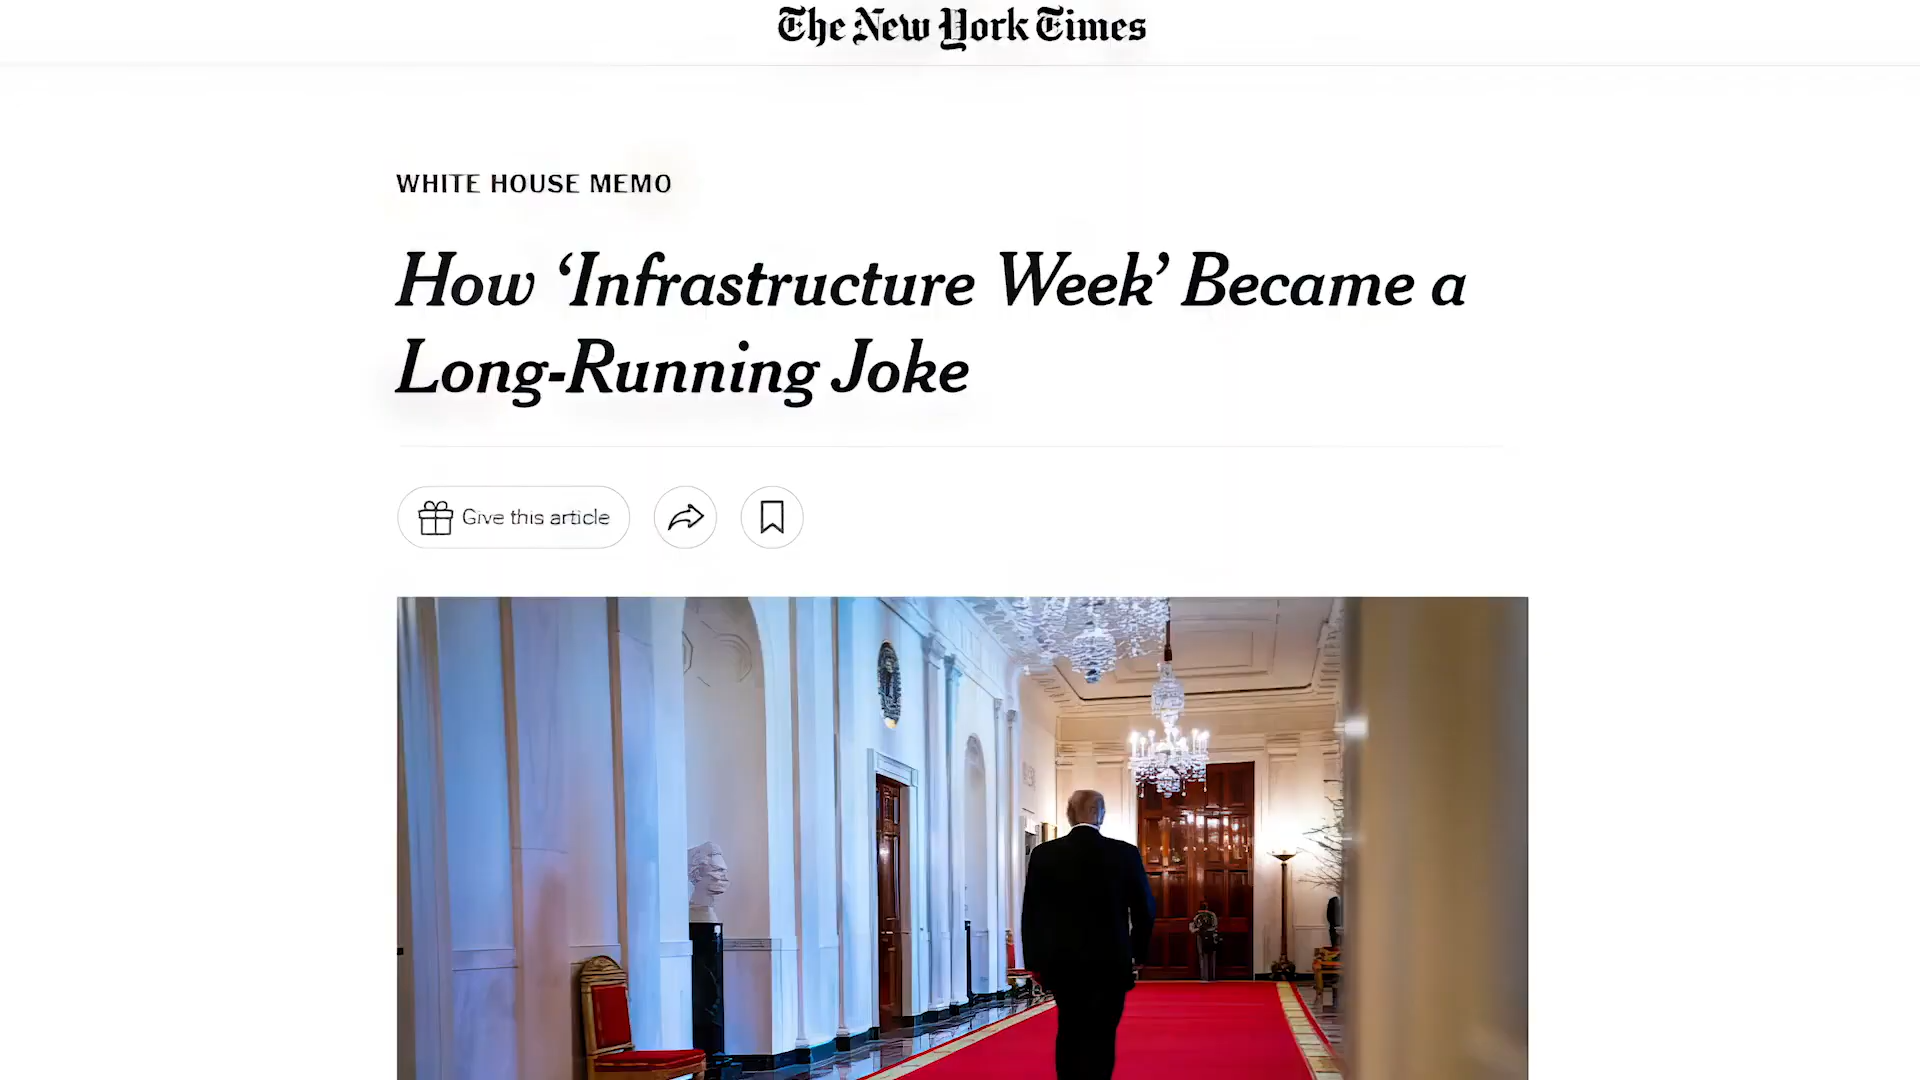 The New York Times
WHITE HOUSE MEMO
How ‘Infrastructure Week’ Became a
Long-Running Joke
Give this article